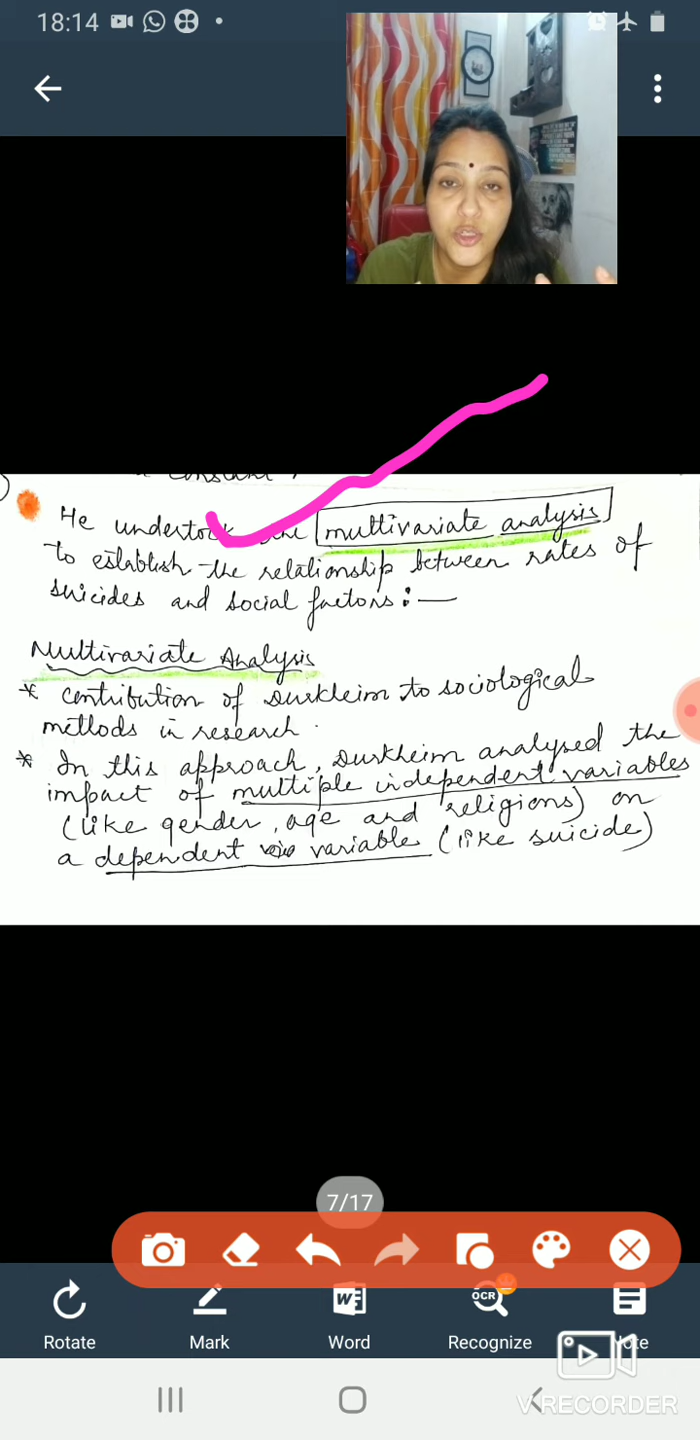 18:14
He undertook the multivariate analysis
to establish the relationship between rates of
suicides and social factors :—
Multivariate Analysis
* contribution of Durkheim to sociological
methods in research.
* In this approach, Durkheim analysed the
impact of multiple independent variables
(like gender, age and religions) on
a dependent variable (like suicide)
7/17
W
OCR
Rotate Mark Word Recognize
VRECORDER